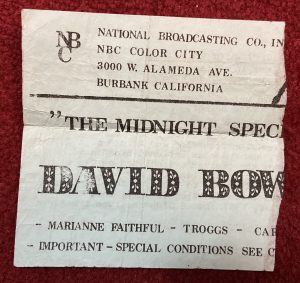 NBC
NATIONAL BROADCASTING CO., IN
NBC COLOR CITY
3000 W. ALAMEDA AVE.
BURBANK CALIFORNIA
"THE MIDNIGHT SPECI
DAVID BOW
- MARIANNE FAITHFUL - TROGGS - CAR
- IMPORTANT - SPECIAL CONDITIONS SEE C